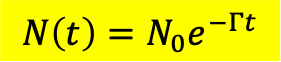 N(t) = N₀e^{−Γt}